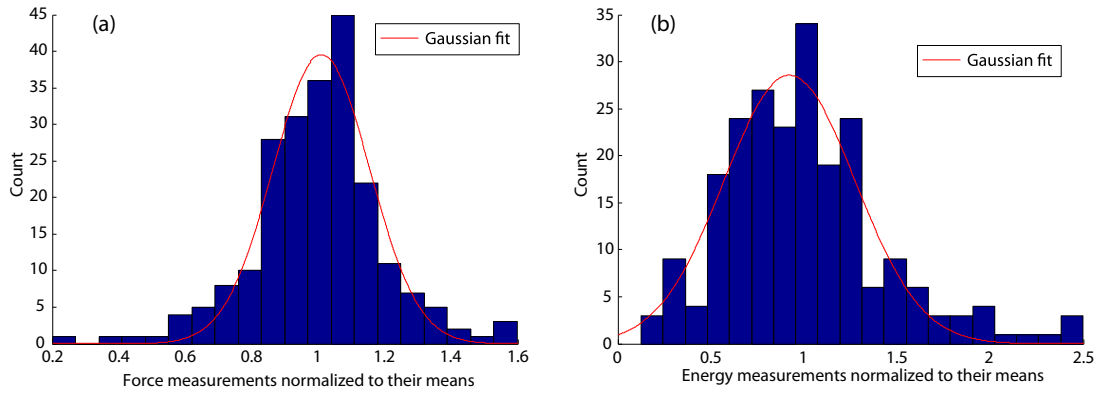 (a)
Gaussian fit
Count
45
40
35
30
25
20
15
10
5
0
0.2 0.4 0.6 0.8 1 1.2 1.4 1.6
Force measurements normalized to their means
(b)
Gaussian fit
Count
35
30
25
20
15
10
5
0
0 0.5 1 1.5 2 2.5
Energy measurements normalized to their means